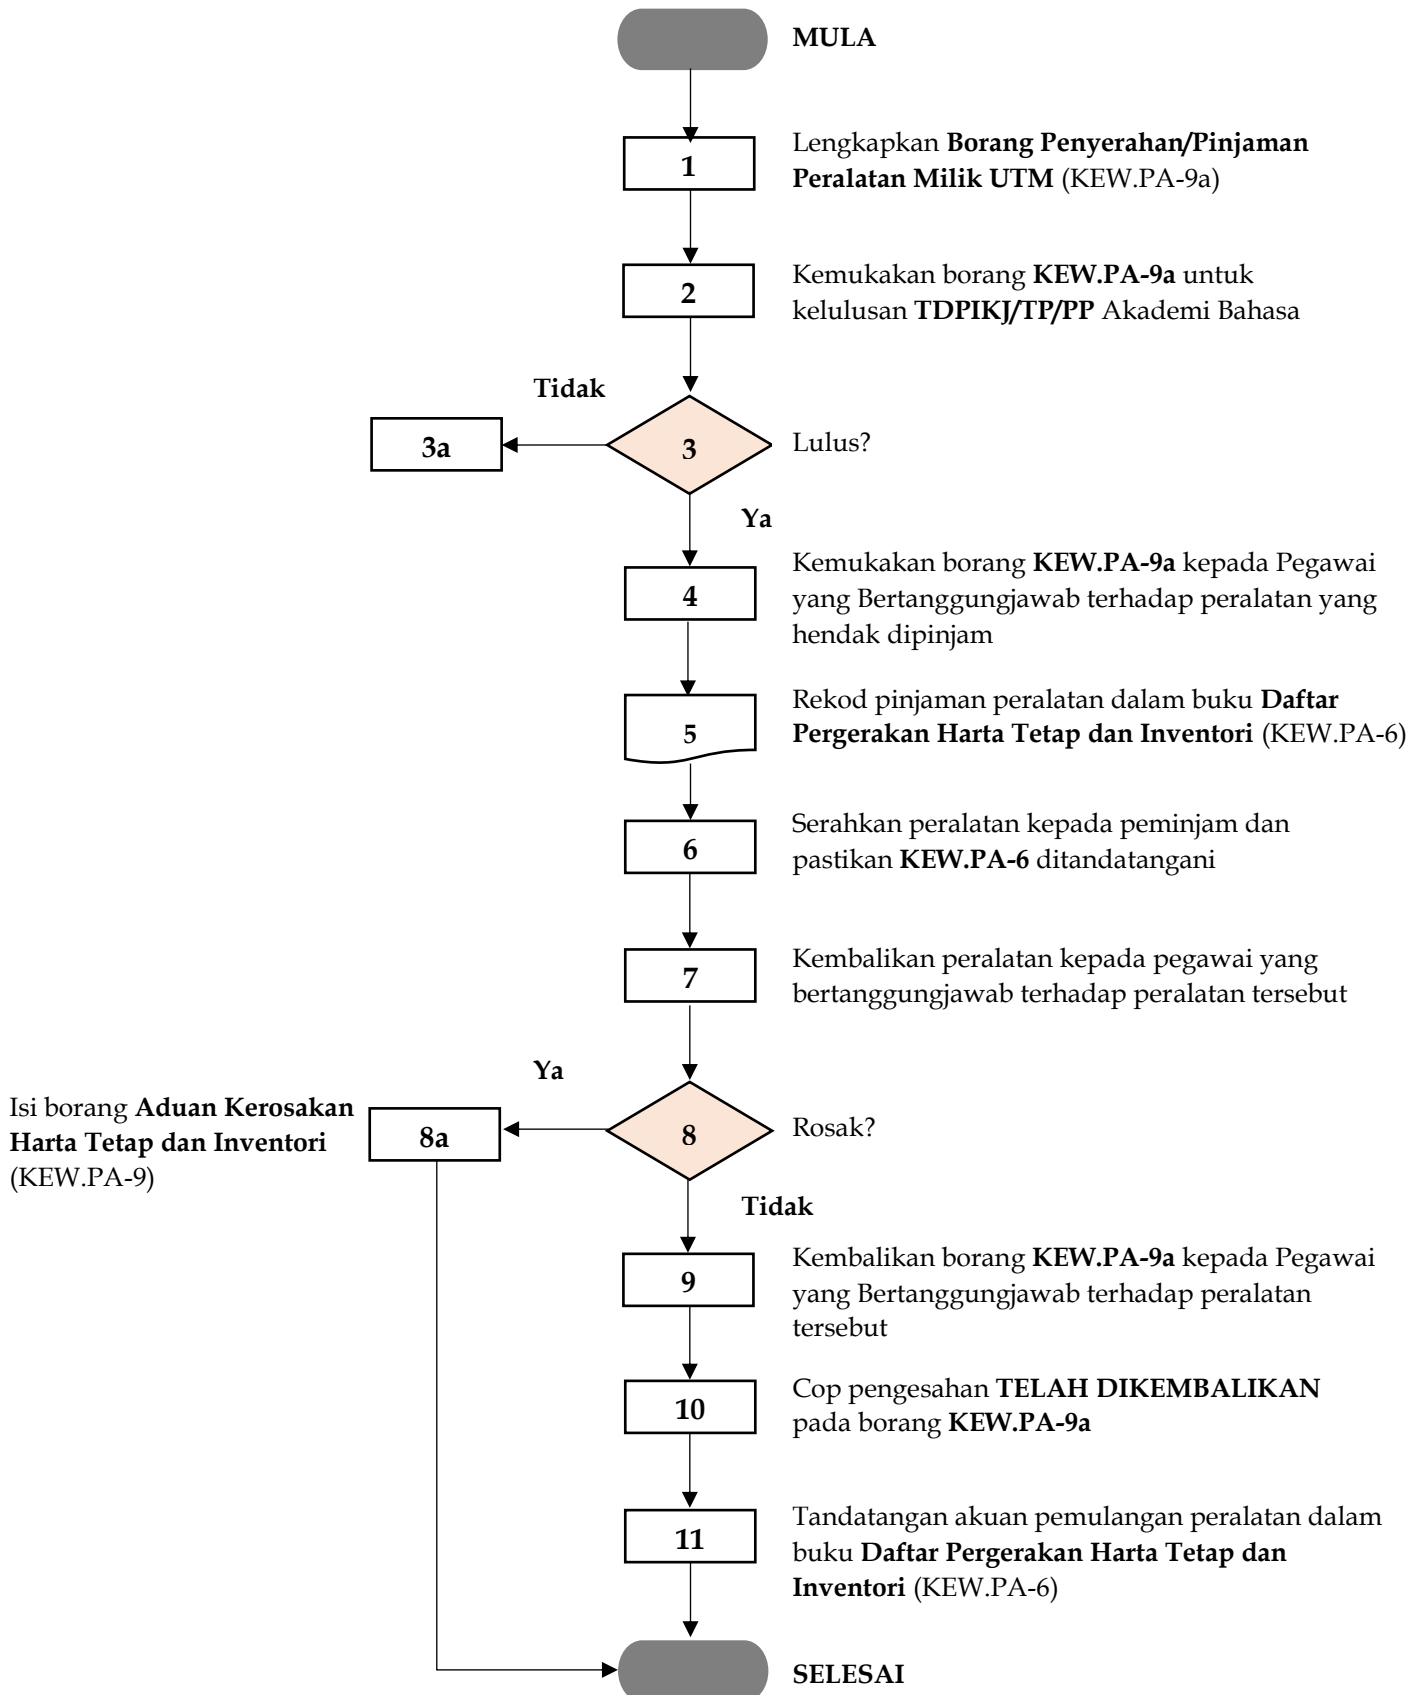 MULA
1
Lengkapkan Borang Penyerahan/Pinjaman
Peralatan Milik UTM (KEW.PA-9a)
2
Kemukakan borang KEW.PA-9a untuk
kelulusan TDPIKJ/TP/PP Akademi Bahasa
Tidak
3a
3
Lulus?
Ya
4
Kemukakan borang KEW.PA-9a kepada Pegawai
yang Bertanggungjawab terhadap peralatan yang
hendak dipinjam
5
Rekod pinjaman peralatan dalam buku Daftar
Pergerakan Harta Tetap dan Inventori (KEW.PA-6)
6
Serahkan peralatan kepada peminjam dan
pastikan KEW.PA-6 ditandatangani
7
Kembalikan peralatan kepada pegawai yang
bertanggungjawab terhadap peralatan tersebut
Ya
Isi borang Aduan Kerosakan
Harta Tetap dan Inventori
(KEW.PA-9)
8a
8
Rosak?
Tidak
9
Kembalikan borang KEW.PA-9a kepada Pegawai
yang Bertanggungjawab terhadap peralatan
tersebut
10
Cop pengesahan TELAH DIKEMBALIKAN
pada borang KEW.PA-9a
11
Tandatangan akuan pemulangan peralatan dalam
buku Daftar Pergerakan Harta Tetap dan
Inventori (KEW.PA-6)
SELESAI